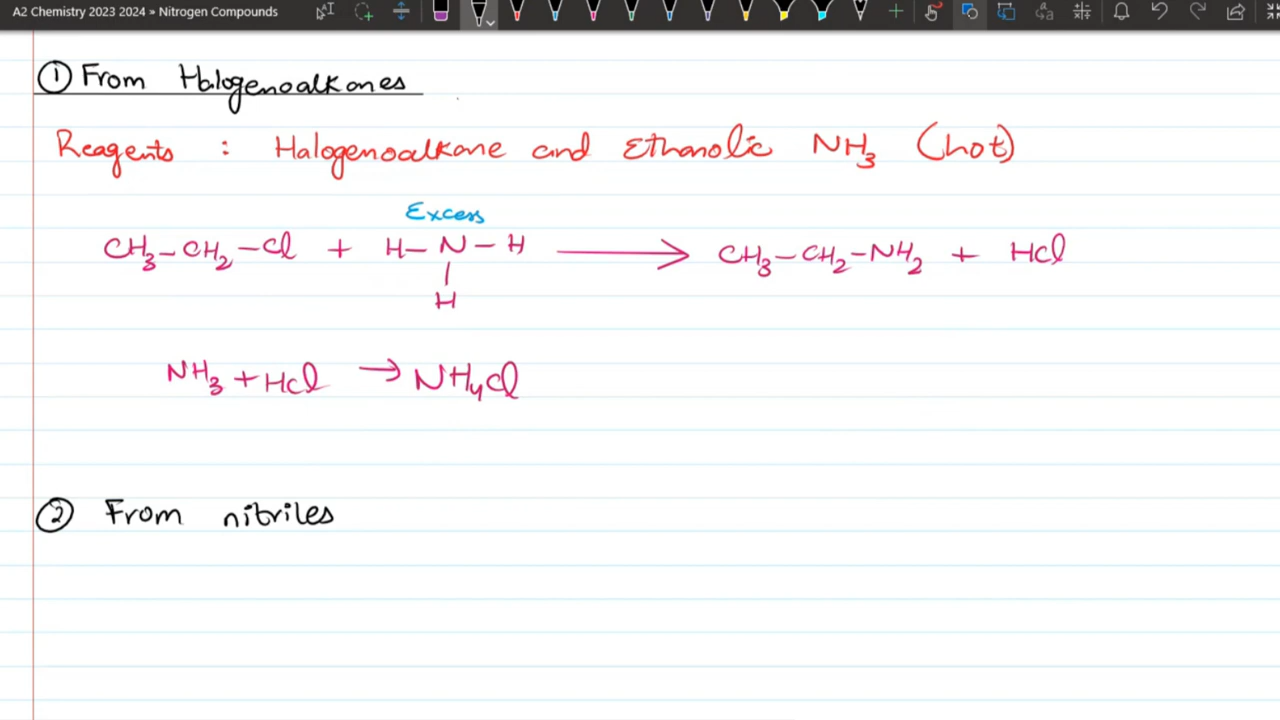 A2 Chemistry 2023 2024 » Nitrogen Compounds
① From Halogenoalkanes
Reagents : Halogenoalkane and Ethanolic NH₃ (hot)
Excess
CH₃–CH₂–Cl + H–N–H → CH₃–CH₂–NH₂ + HCl
|
H
NH₃ + HCl → NH₄Cl
② From nitriles